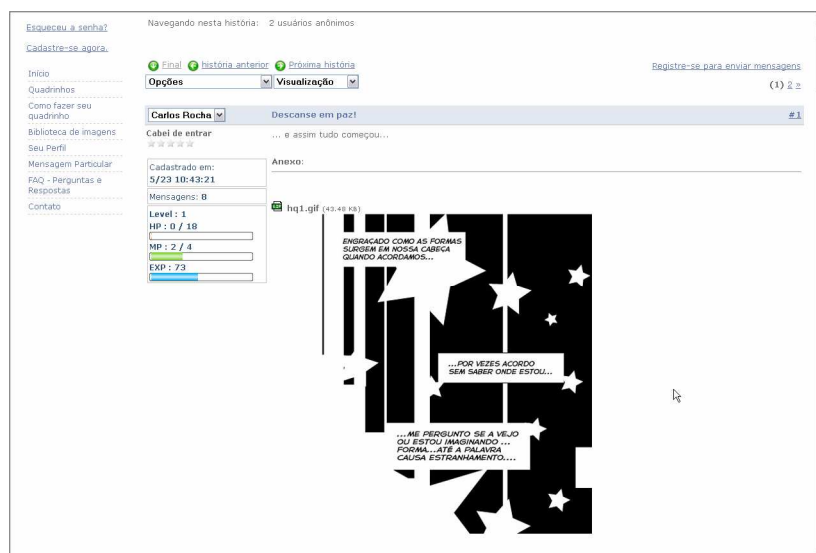 Esqueceu a senha?
Cadastre-se agora.
Início
Quadrinhos
Como fazer seu
quadrinho
Biblioteca de imagens
Seu Perfil
Mensagem Particular
FAQ - Perguntas e
Respostas
Contato
Navegando nesta história: 2 usuários anônimos
Final história anterior Próxima história
Registre-se para enviar mensagens
Opções Visualização
(1) 2 »
Carlos Rocha Descanse em paz! #1
Cabei de entrar
... e assim tudo começou...
Cadastrado em:
5/23 10:43:21
Mensagens: 8
Level : 1
HP : 0 / 18
MP : 2 / 4
EXP : 73
Anexo:
hq1.gif (43.48 KB)
ENGRAÇADO COMO AS FORMAS
SURGEM EM NOSSA CABEÇA
QUANDO ACORDAMOS...
...POR VEZES ACORDO
SEM SABER ONDE ESTOU...
...ME PERGUNTO SE A VEJO
OU ESTOU IMAGINANDO ...
FORMA...ATÉ A PALAVRA
CAUSA ESTRANHAMENTO....